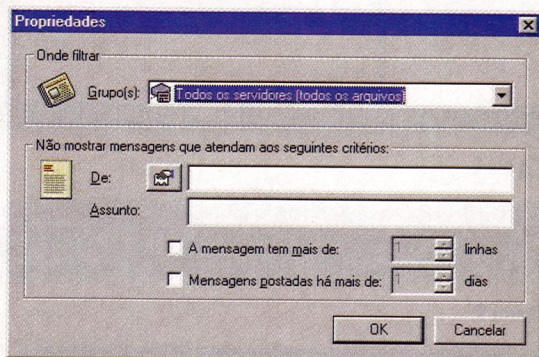 Propriedades
Onde filtrar
Grupo(s): Todos os servidores (todos os arquivos)
Não mostrar mensagens que atendam aos seguintes critérios:
De:
Assunto:
A mensagem tem mais de: 1 linhas
Mensagens postadas há mais de: 1 dias
OK Cancelar